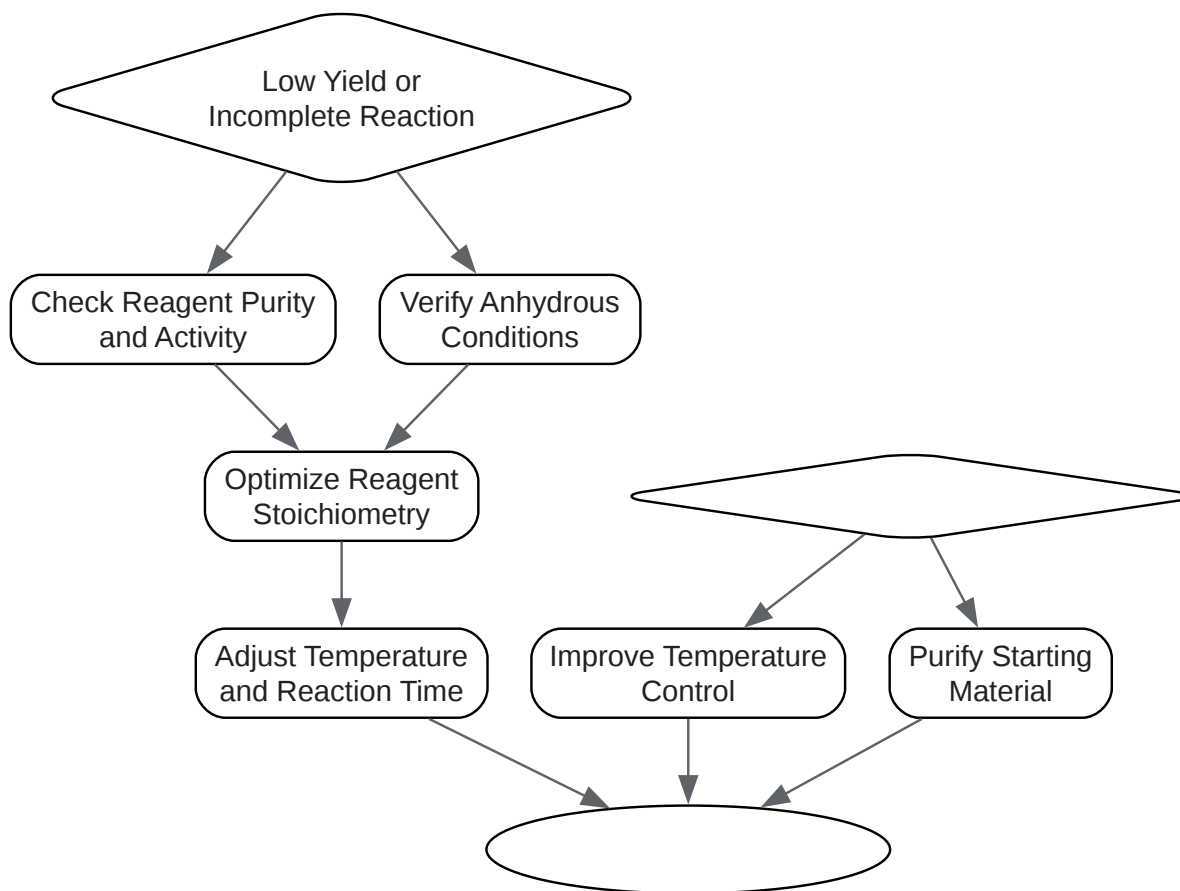 Low Yield or
Incomplete Reaction
Check Reagent Purity
and Activity
Verify Anhydrous
Conditions
Optimize Reagent
Stoichiometry
Adjust Temperature
and Reaction Time
Improve Temperature
Control
Purify Starting
Material